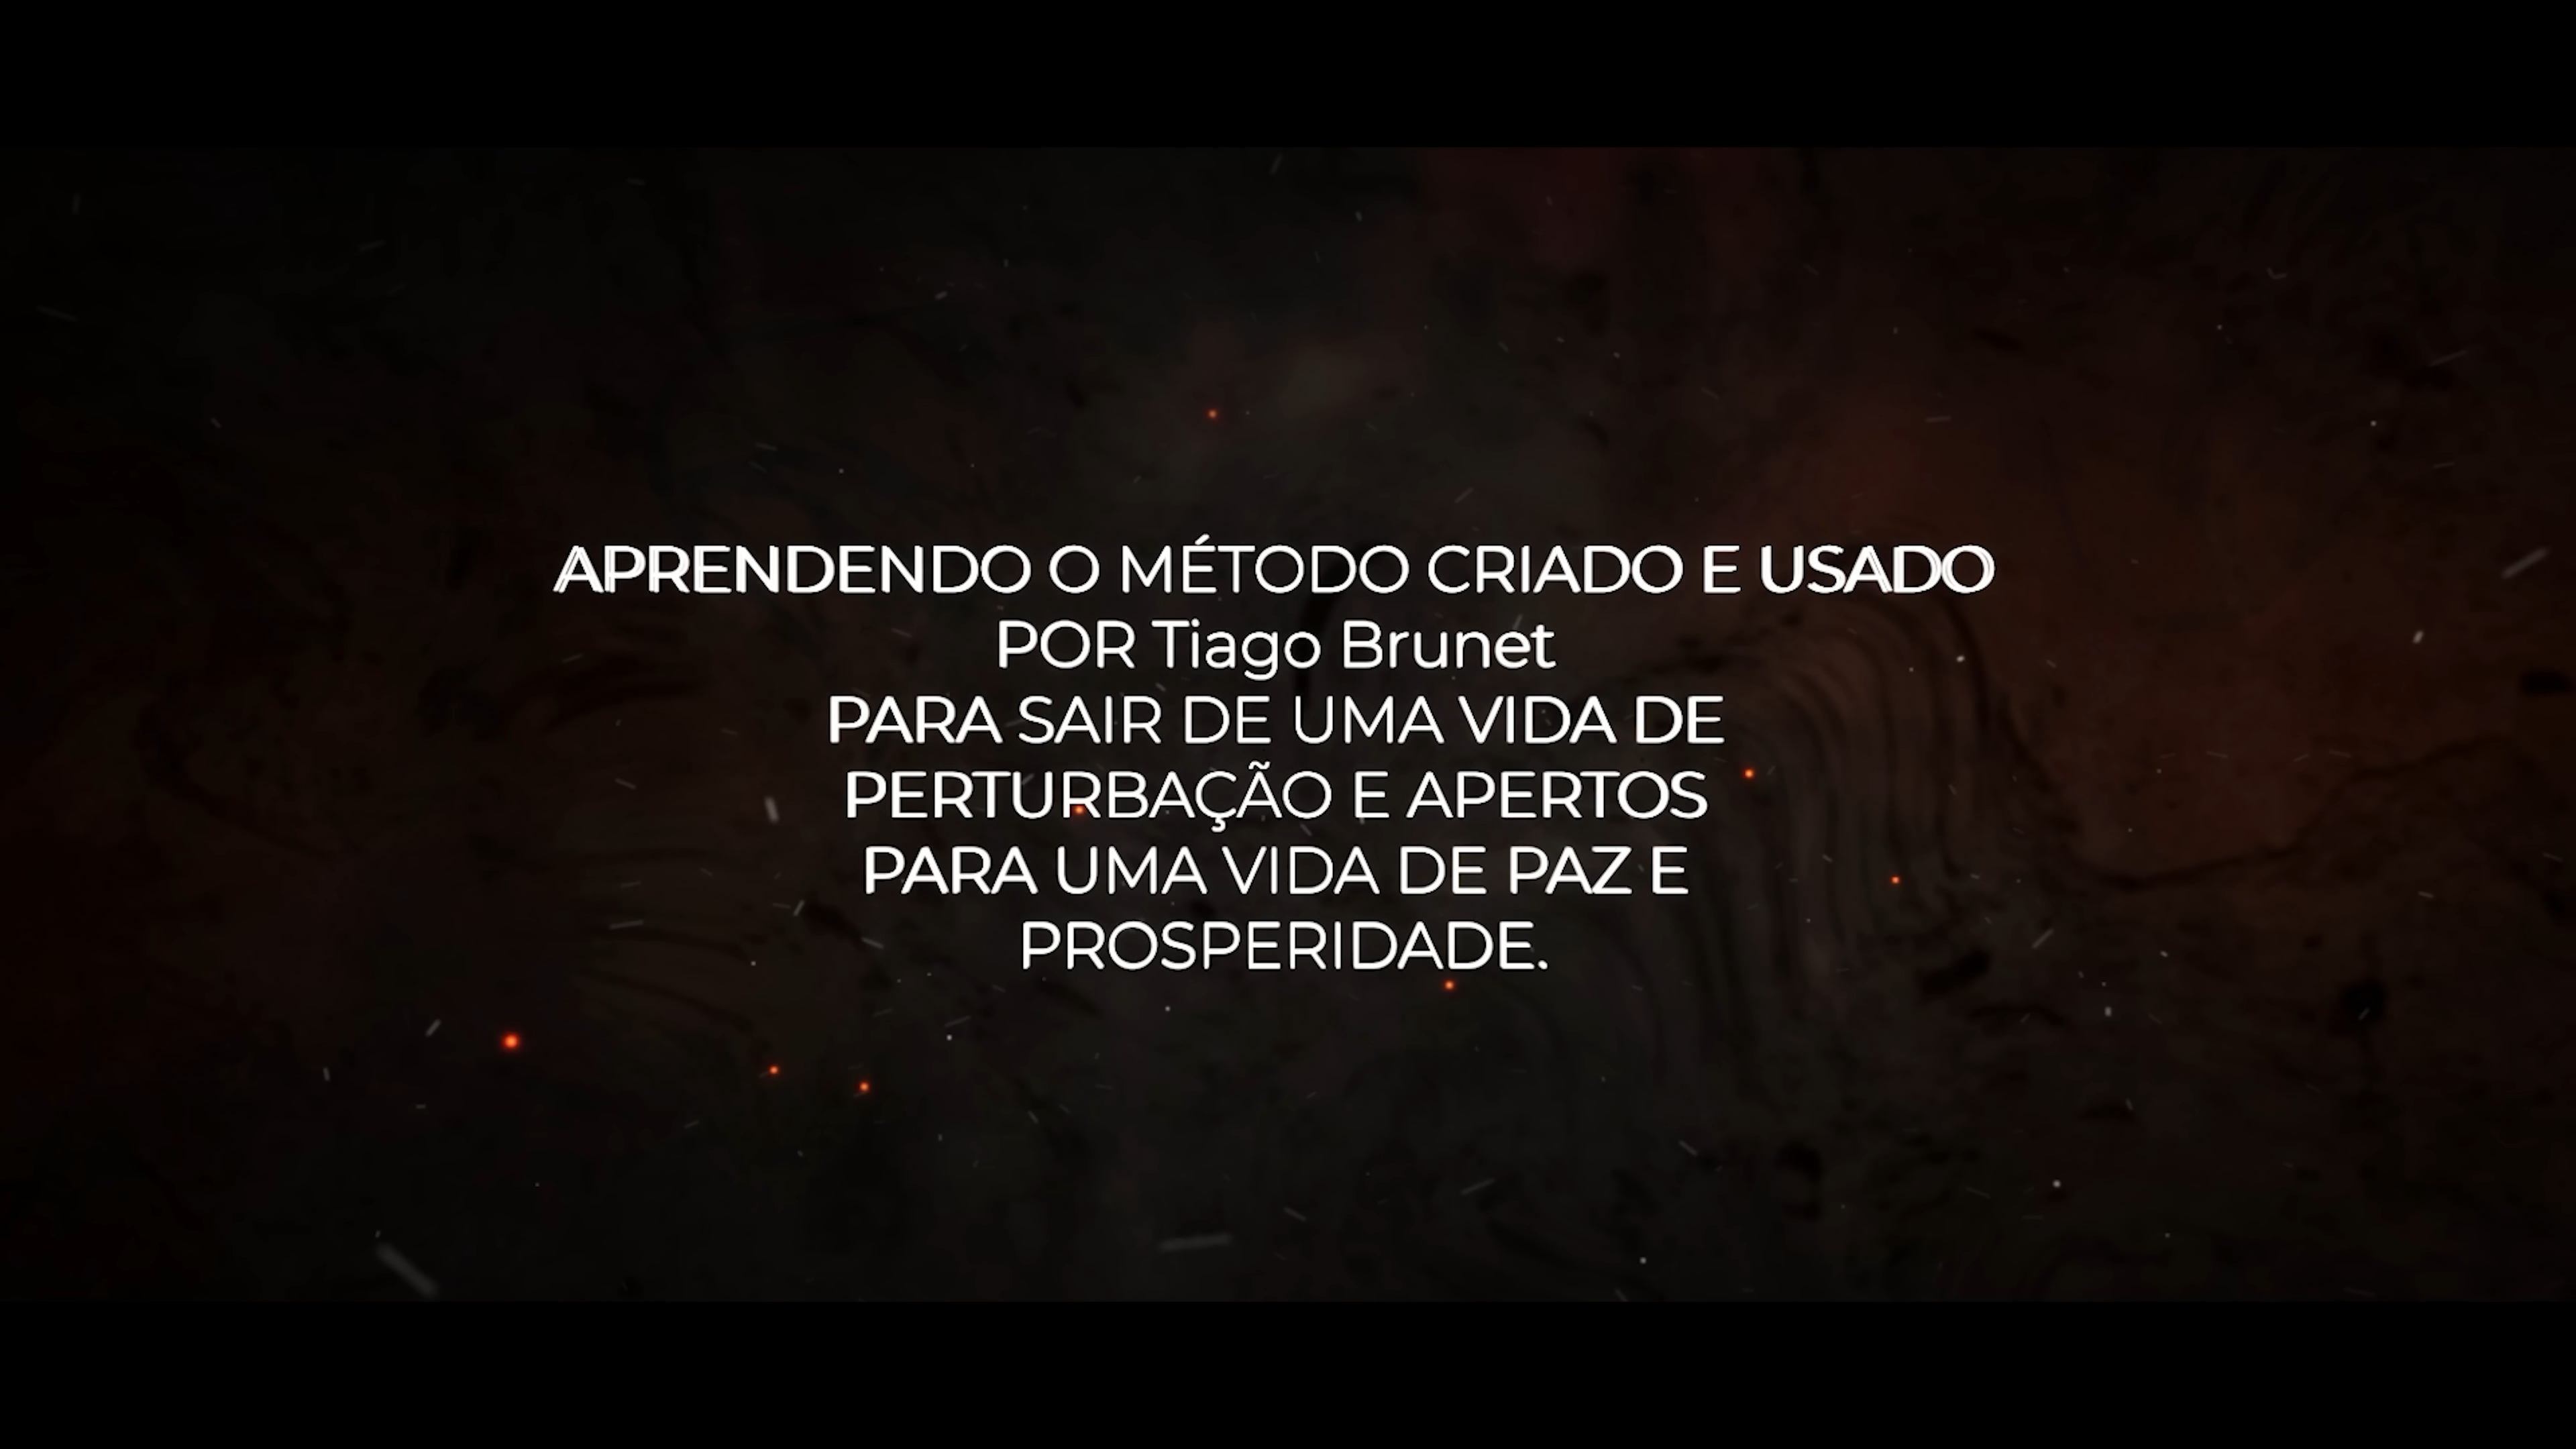 APRENDENDO O MÉTODO CRIADO E USADO
POR Tiago Brunet
PARA SAIR DE UMA VIDA DE
PERTURBAÇÃO E APERTOS
PARA UMA VIDA DE PAZ E
PROSPERIDADE.